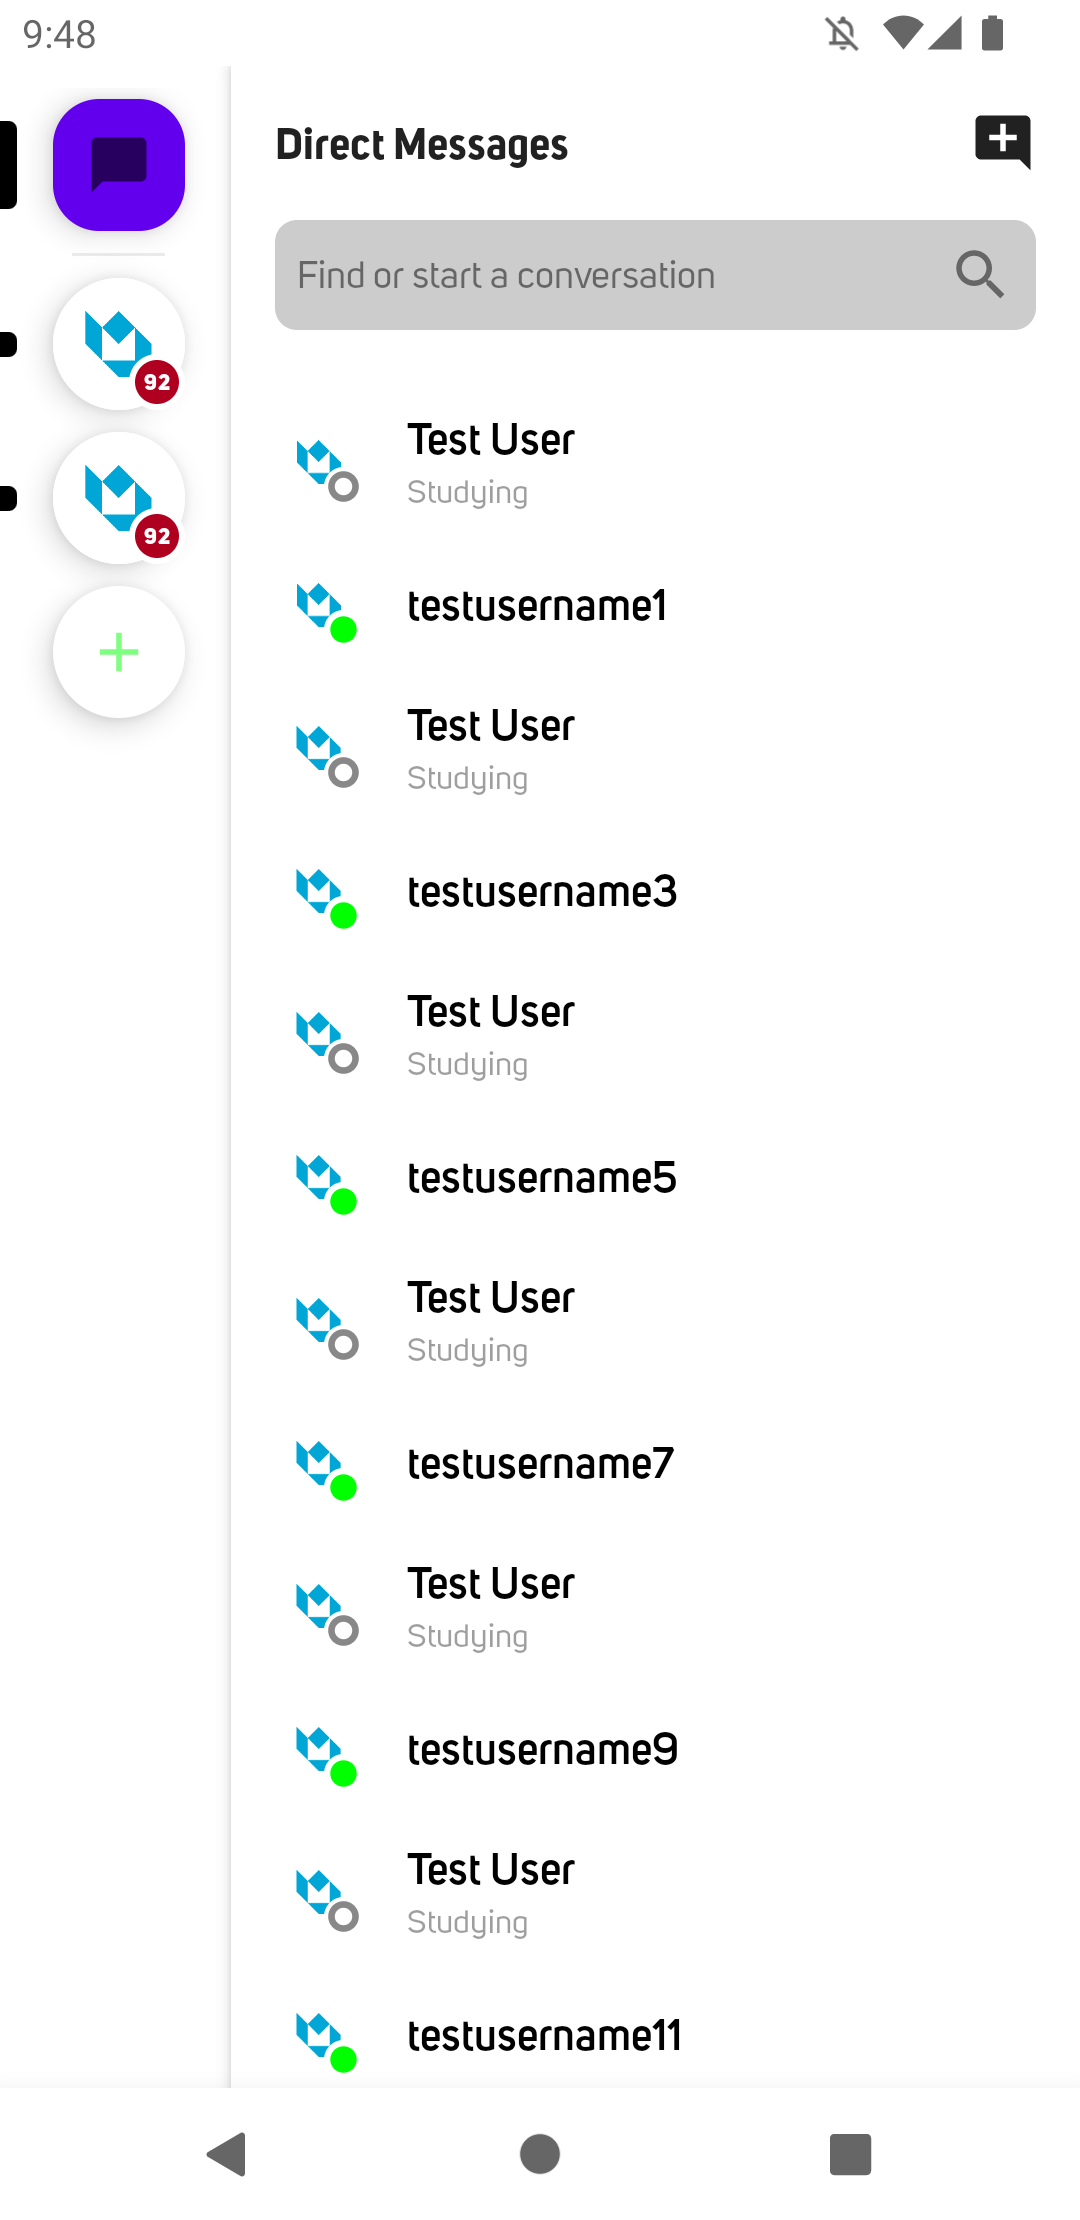 9:48
Direct Messages
Find or start a conversation
92
92
Test User
Studying
testusername1
Test User
Studying
testusername3
Test User
Studying
testusername5
Test User
Studying
testusername7
Test User
Studying
testusername9
Test User
Studying
testusername11